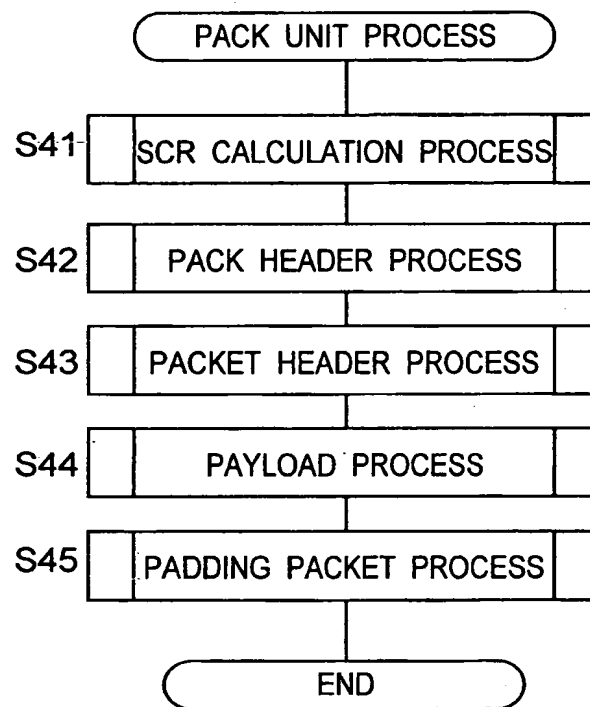 PACK UNIT PROCESS
S41 SCR CALCULATION PROCESS
S42 PACK HEADER PROCESS
S43 PACKET HEADER PROCESS
S44 PAYLOAD PROCESS
S45 PADDING PACKET PROCESS
END